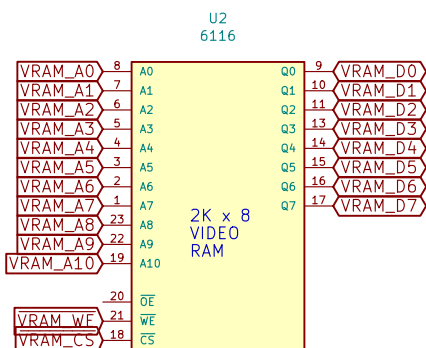 U2
6116
VRAM_A0 8 A0 Q0 9 VRAM_D0
VRAM_A1 7 A1 Q1 10 VRAM_D1
VRAM_A2 6 A2 Q2 11 VRAM_D2
VRAM_A3 5 A3 Q3 13 VRAM_D3
VRAM_A4 4 A4 Q4 14 VRAM_D4
VRAM_A5 3 A5 Q5 15 VRAM_D5
VRAM_A6 2 A6 Q6 16 VRAM_D6
VRAM_A7 1 A7 Q7 17 VRAM_D7
VRAM_A8 23 A8
VRAM_A9 22 A9
VRAM_A10 19 A10
2K x 8
VIDEO
RAM
20 OE
VRAM_WE 21 WE
VRAM_CS 18 CS